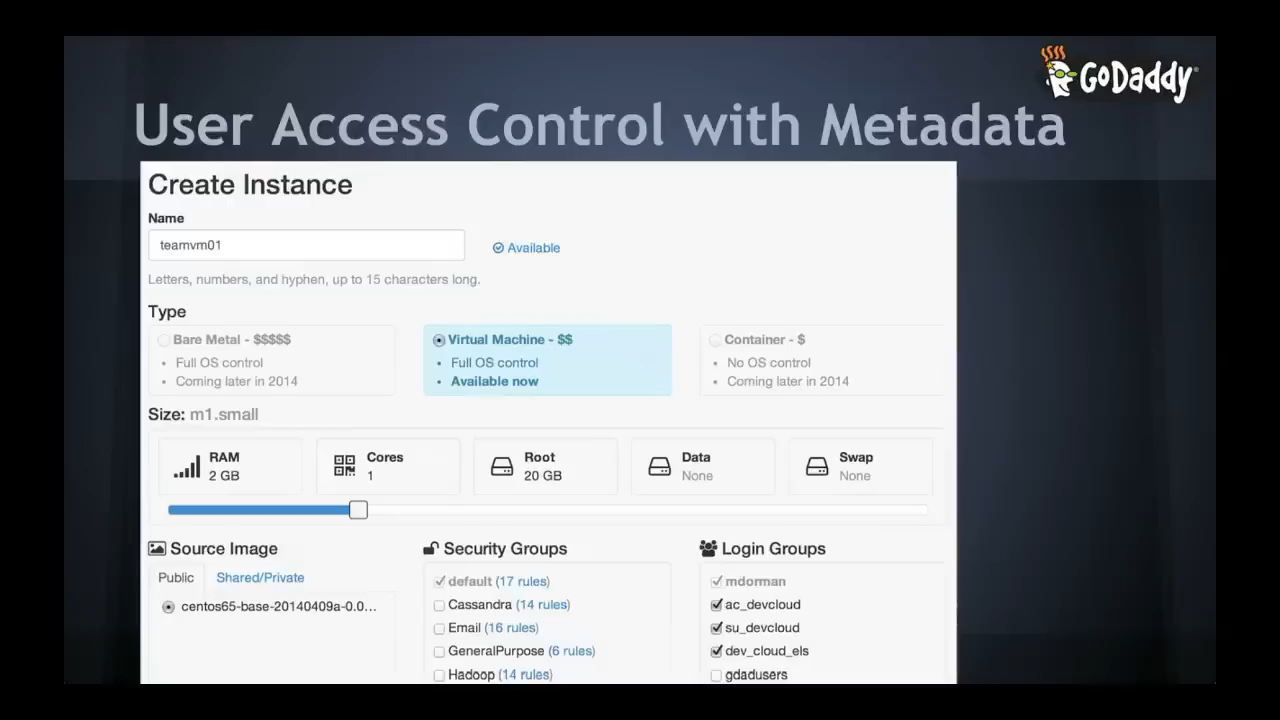 GoDaddy
User Access Control with Metadata
Create Instance
Name
teamvm01
Available
Letters, numbers, and hyphen, up to 15 characters long.
Type
Bare Metal - $$$$$
• Full OS control
• Coming later in 2014
Virtual Machine - $$
• Full OS control
• Available now
Container - $
• No OS control
• Coming later in 2014
Size: m1.small
RAM
2 GB
Cores
1
Root
20 GB
Data
None
Swap
None
Source Image
Public Shared/Private
centos65-base-20140409a-0.0...
Security Groups
default (17 rules)
Cassandra (14 rules)
Email (16 rules)
GeneralPurpose (6 rules)
Hadoop (14 rules)
Login Groups
mdorman
ac_devcloud
su_devcloud
dev_cloud_els
gdadusers